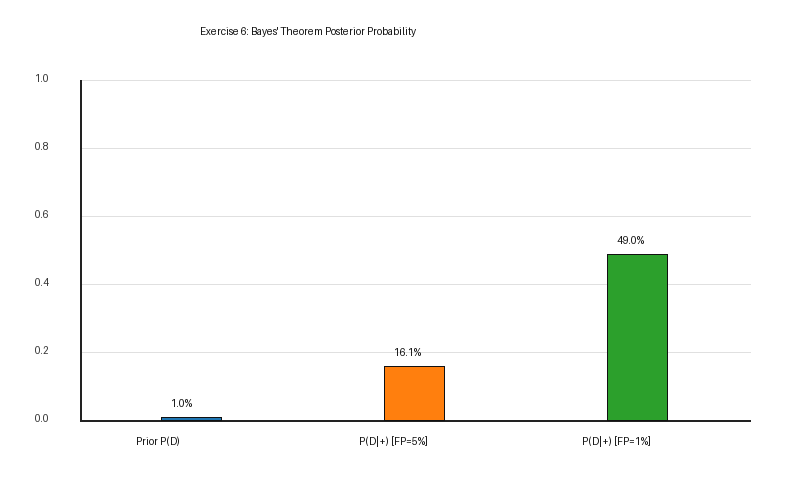 Exercise 6: Bayes' Theorem Posterior Probability
1.0
0.8
0.6
0.4
0.2
0.0
1.0%
16.1%
49.0%
Prior P(D)
P(D|+) [FP=5%]
P(D|+) [FP=1%]